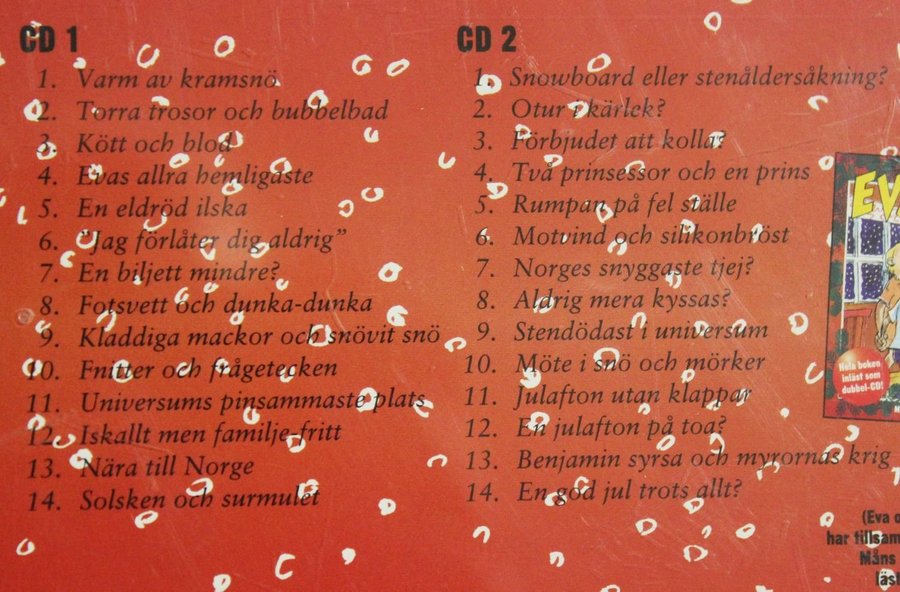 CD 1
1. Varm av kramsnö
2. Torra trosor och bubbelbad
3. Kött och blod
4. Evas allra hemligaste
5. En eldröd ilska
6. "Jag förlåter dig aldrig"
7. En biljett mindre?
8. Fotsvett och dunka-dunka
9. Kladdiga mackor och snövit snö
10. Fnitter och frågetecken
11. Universums pinsammaste plats
12. Iskallt men familje-fritt
13. Nära till Norge
14. Solsken och surmulet
CD 2
1. Snowboard eller stenåldersåkning?
2. Otur i kärlek?
3. Förbjudet att kolla?
4. Två prinsessor och en prins
5. Rumpan på fel ställe
6. Motvind och silikonbröst
7. Norges snyggaste tjej?
8. Aldrig mera kyssas?
9. Stendödast i universum
10. Möte i snö och mörker
11. Julafton utan klappar
12. En julafton på toa?
13. Benjamin syrsa och myrornas krig
14. En god jul trots allt?
Hela boken
inläst som
dubbel-CD!
(Eva
har
Måns